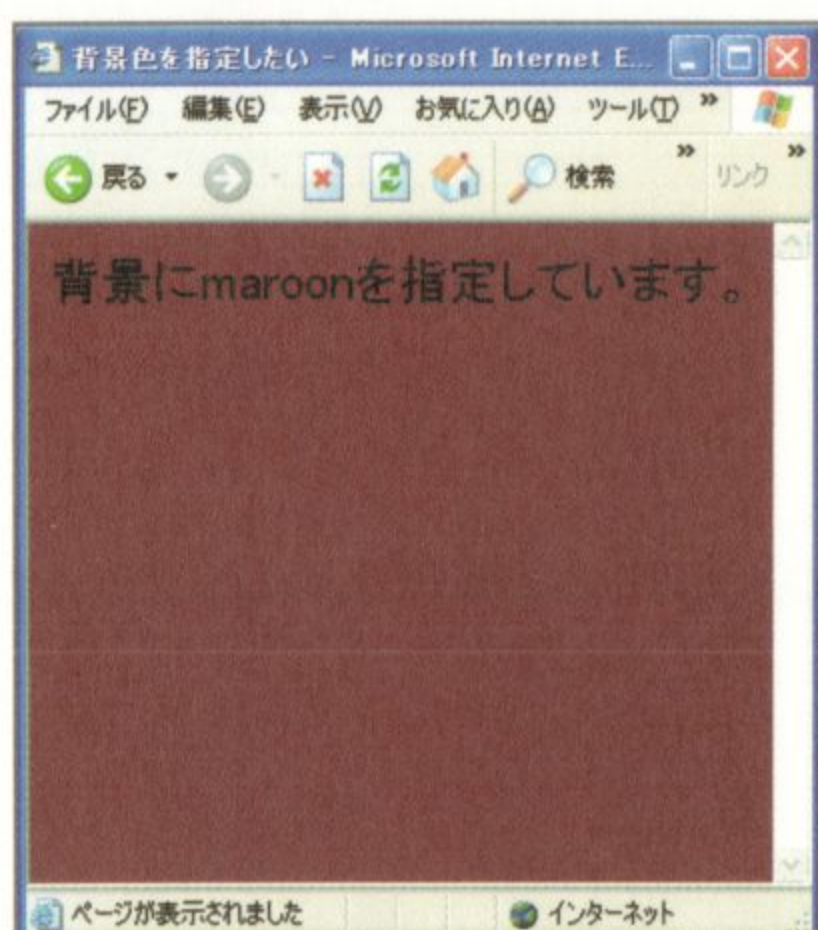 背景色を指定したい - Microsoft Internet E...
ファイル(F) 編集(E) 表示(V) お気に入り(A) ツール(T) »
戻る 検索 » リンク »
背景にmaroonを指定しています。
ページが表示されました インターネット